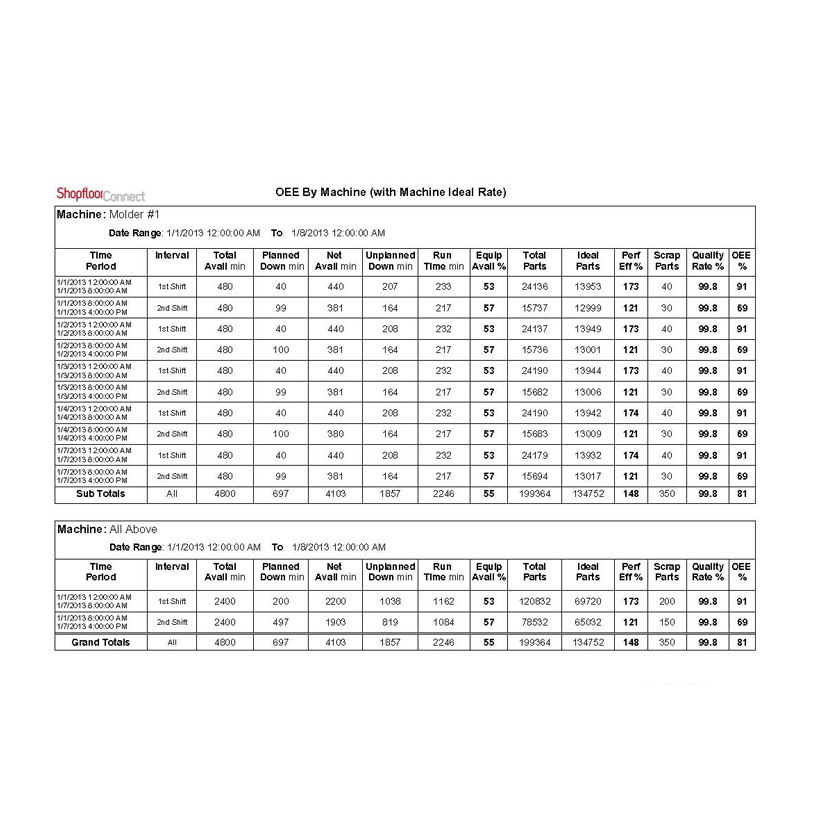 ShopfloorConnect
OEE By Machine (with Machine Ideal Rate)
Machine: Molder #1
Date Range: 1/1/2013 12:00:00 AM To 1/8/2013 12:00:00 AM
Time Period Interval Total Avail min Planned Down min Net Avail min Unplanned Down min Run Time min Equip Avail % Total Parts Ideal Parts Perf Eff % Scrap Parts Quality Rate % OEE %
1/1/2013 12:00:00 AM
1/1/2013 8:00:00 AM 1st Shift 480 40 440 207 233 53 24136 13953 173 40 99.8 91
1/1/2013 8:00:00 AM
1/1/2013 4:00:00 PM 2nd Shift 480 99 381 164 217 57 15737 12999 121 30 99.8 69
1/2/2013 12:00:00 AM
1/2/2013 8:00:00 AM 1st Shift 480 40 440 208 232 53 24137 13949 173 40 99.8 91
1/2/2013 8:00:00 AM
1/2/2013 4:00:00 PM 2nd Shift 480 100 381 164 217 57 15736 13001 121 30 99.8 69
1/3/2013 12:00:00 AM
1/3/2013 8:00:00 AM 1st Shift 480 40 440 208 232 53 24190 13944 173 40 99.8 91
1/3/2013 8:00:00 AM
1/3/2013 4:00:00 PM 2nd Shift 480 99 381 164 217 57 15682 13006 121 30 99.8 69
1/4/2013 12:00:00 AM
1/4/2013 8:00:00 AM 1st Shift 480 40 440 208 232 53 24190 13942 174 40 99.8 91
1/4/2013 8:00:00 AM
1/4/2013 4:00:00 PM 2nd Shift 480 100 380 164 217 57 15683 13009 121 30 99.8 69
1/7/2013 12:00:00 AM
1/7/2013 8:00:00 AM 1st Shift 480 40 440 208 232 53 24179 13932 174 40 99.8 91
1/7/2013 8:00:00 AM
1/7/2013 4:00:00 PM 2nd Shift 480 99 381 164 217 57 15694 13017 121 30 99.8 69
Sub Totals All 4800 697 4103 1857 2246 55 199364 134752 148 350 99.8 81
Machine: All Above
Date Range: 1/1/2013 12:00:00 AM To 1/8/2013 12:00:00 AM
Time Period Interval Total Avail min Planned Down min Net Avail min Unplanned Down min Run Time min Equip Avail % Total Parts Ideal Parts Perf Eff % Scrap Parts Quality Rate % OEE %
1/1/2013 12:00:00 AM
1/7/2013 8:00:00 AM 1st Shift 2400 200 2200 1038 1162 53 120832 69720 173 200 99.8 91
1/1/2013 8:00:00 AM
1/7/2013 4:00:00 PM 2nd Shift 2400 497 1903 819 1084 57 78532 65032 121 150 99.8 69
Grand Totals All 4800 697 4103 1857 2246 55 199364 134752 148 350 99.8 81